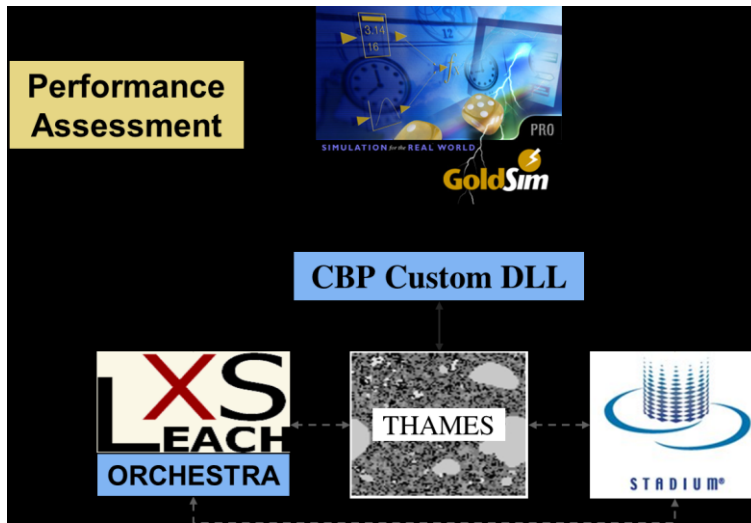 Performance
Assessment
3.14
16
12
PRO
SIMULATION for the REAL WORLD
GoldSim
CBP Custom DLL
LXS
LEACH
ORCHESTRA
THAMES
STADIUM®